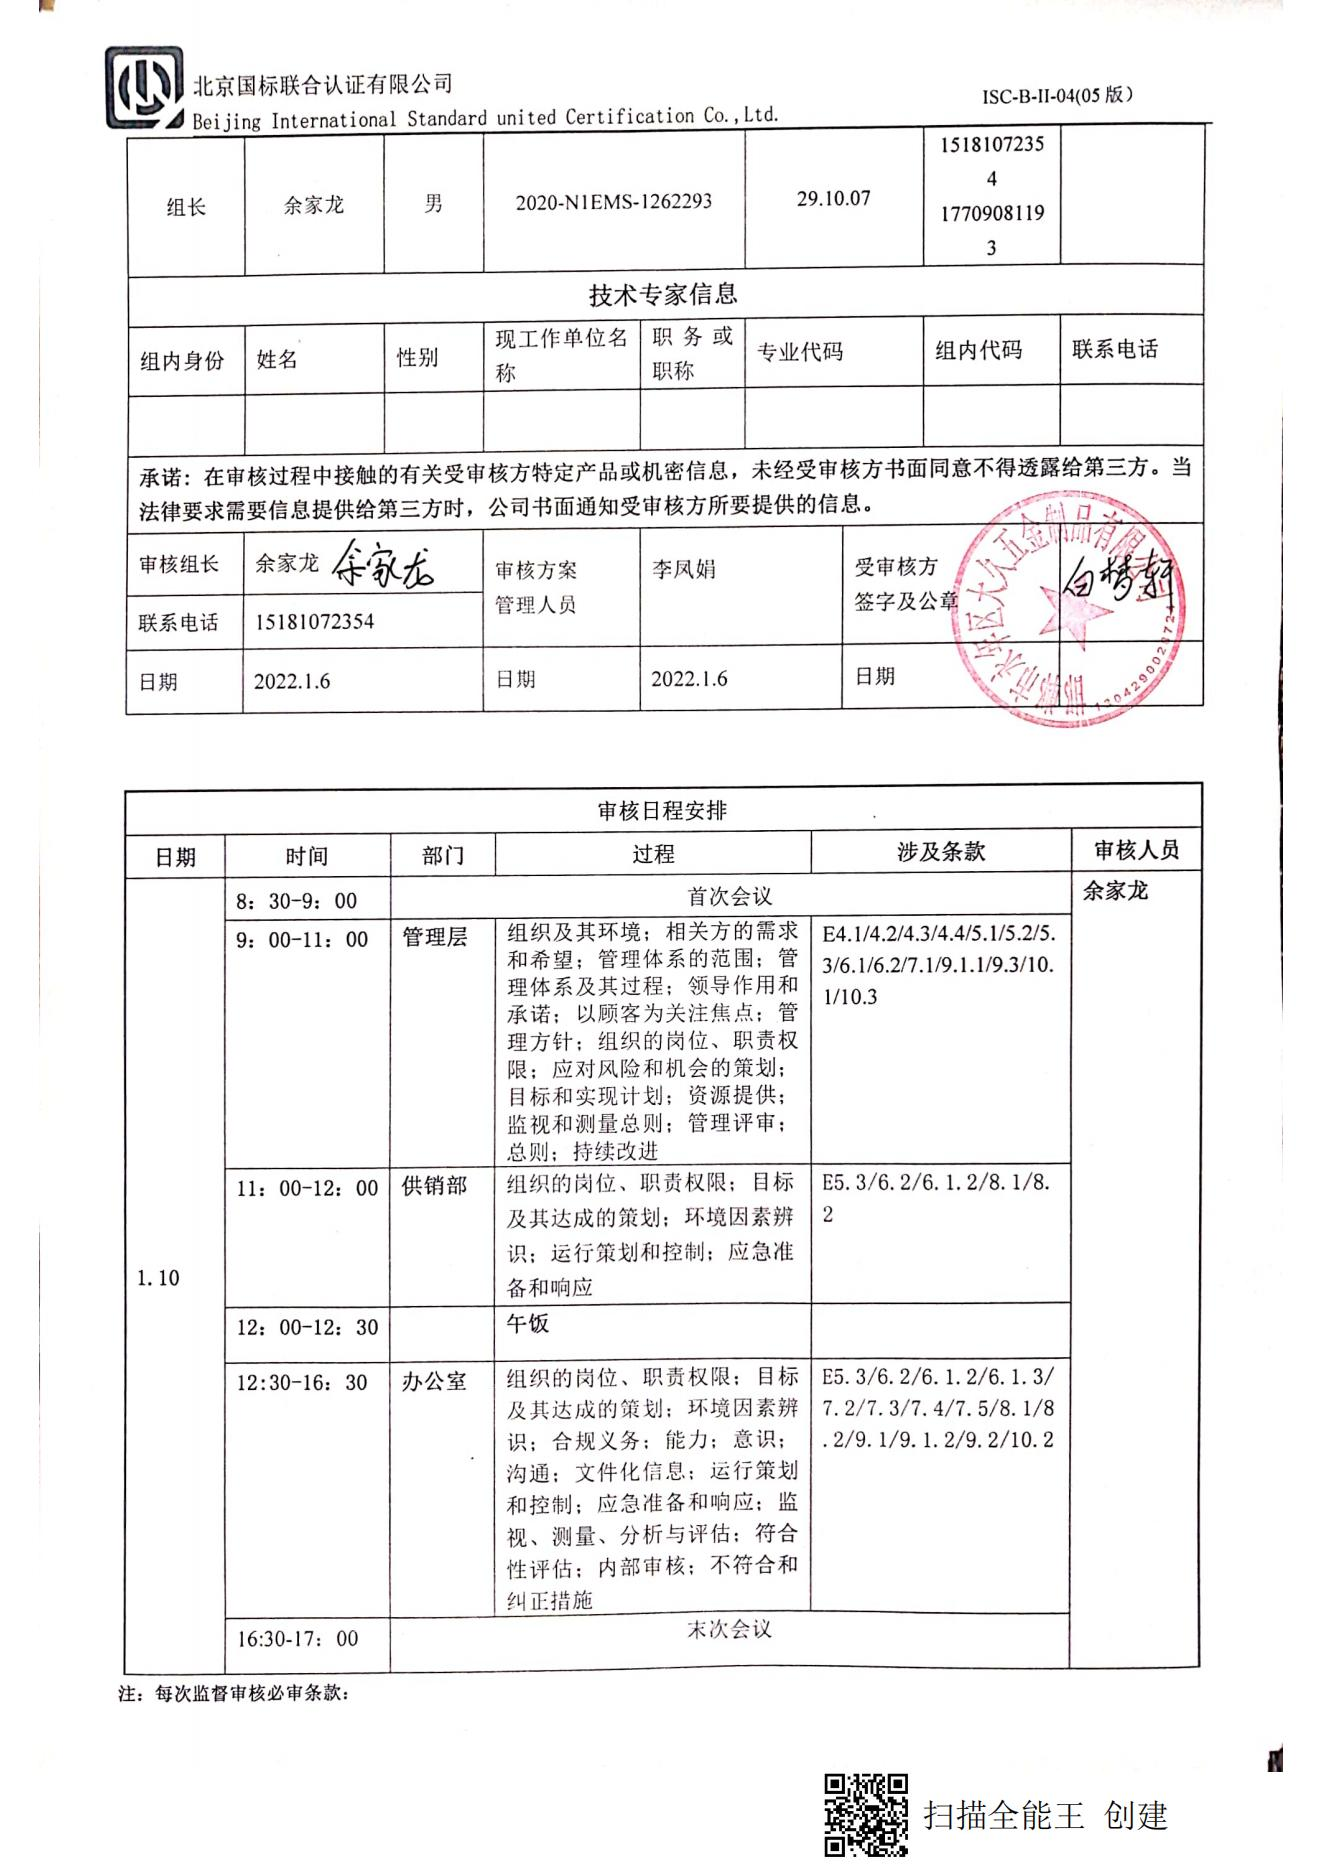 北京国标联合认证有限公司
Beijing International Standard united Certification Co.,Ltd.
ISC-B-II-04(05 版)
组长 余家龙 男 2020-N1EMS-1262293 29.10.07
1518107235
4
1770908119
3
技术专家信息
组内身份 姓名 性别
现工作单位名
称
职 务 或
职称
专业代码 组内代码 联系电话
承诺：在审核过程中接触的有关受审核方特定产品或机密信息，未经受审核方书面同意不得透露给第三方。当
法律要求需要信息提供给第三方时，公司书面通知受审核方所要提供的信息。
审核组长 余家龙 余家龙
审核方案
管理人员
李凤娟
受审核方
签字及公章
白梦轩
联系电话 15181072354
日期 2022.1.6 日期 2022.1.6 日期
邯郸市永年区大久五金制品有限公司
审核日程安排
日期 时间 部门 过程 涉及条款 审核人员
1.10
余家龙
8：30-9：00 首次会议
9：00-11：00 管理层
组织及其环境；相关方的需求
和希望；管理体系的范围；管
理体系及其过程；领导作用和
承诺；以顾客为关注焦点；管
理方针；组织的岗位、职责权
限；应对风险和机会的策划；
目标和实现计划；资源提供；
监视和测量总则；管理评审；
总则；持续改进
E4.1/4.2/4.3/4.4/5.1/5.2/5.
3/6.1/6.2/7.1/9.1.1/9.3/10.
1/10.3
11：00-12：00 供销部
组织的岗位、职责权限；目标
及其达成的策划；环境因素辨
识；运行策划和控制；应急准
备和响应
E5.3/6.2/6.1.2/8.1/8.
2
12：00-12：30 午饭
12:30-16：30 办公室
组织的岗位、职责权限；目标
及其达成的策划；环境因素辨
识；合规义务；能力；意识；
沟通；文件化信息；运行策划
和控制；应急准备和响应；监
视、测量、分析与评估；符合
性评估；内部审核；不符合和
纠正措施
E5.3/6.2/6.1.2/6.1.3/
7.2/7.3/7.4/7.5/8.1/8
.2/9.1/9.1.2/9.2/10.2
16:30-17：00 末次会议
注：每次监督审核必审条款：
扫描全能王 创建